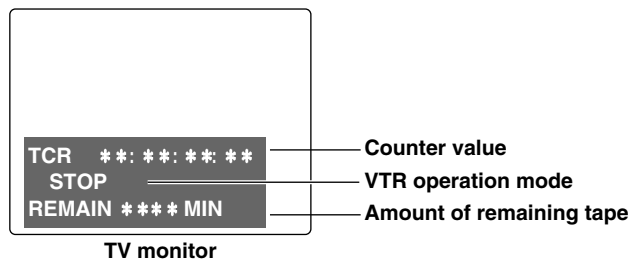 TCR **:**:**:** Counter value
STOP VTR operation mode
REMAIN **** MIN Amount of remaining tape
TV monitor